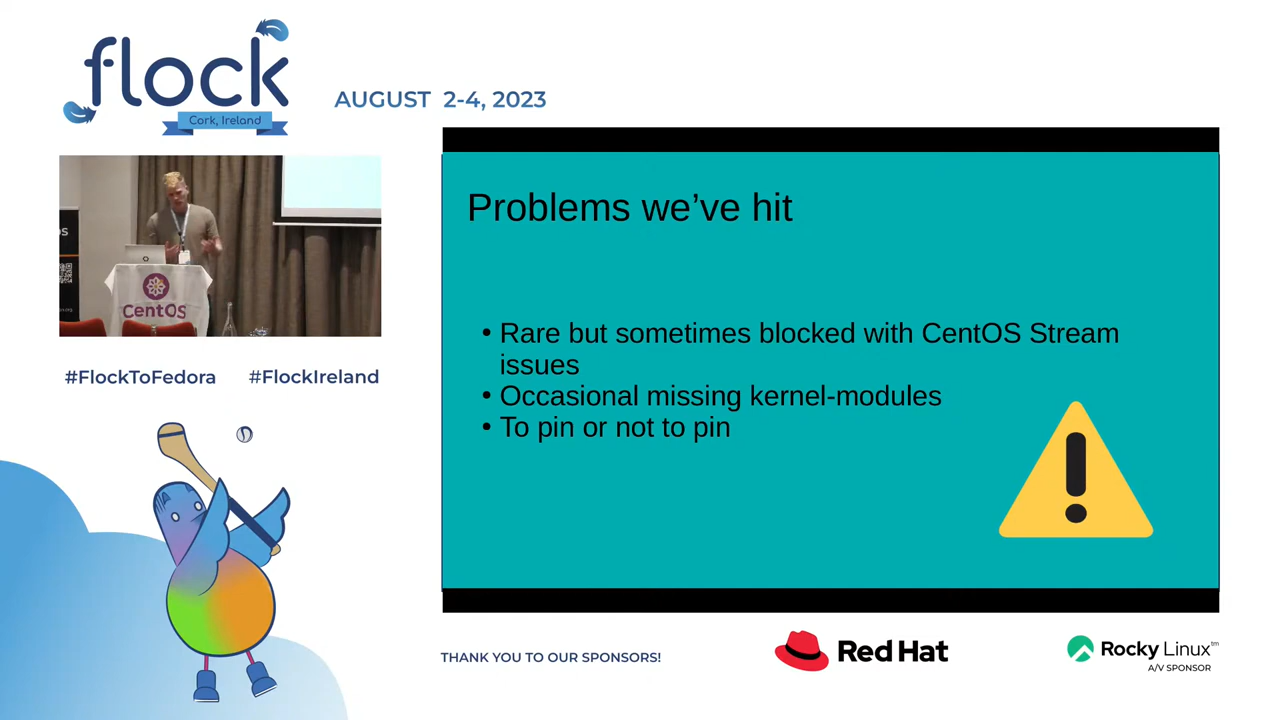 flock
Cork, Ireland
AUGUST 2-4, 2023
CentOS
#FlockToFedora #FlockIreland
Problems we’ve hit
• Rare but sometimes blocked with CentOS Stream
issues
• Occasional missing kernel-modules
• To pin or not to pin
THANK YOU TO OUR SPONSORS!
Red Hat
Rocky Linux™
A/V SPONSOR